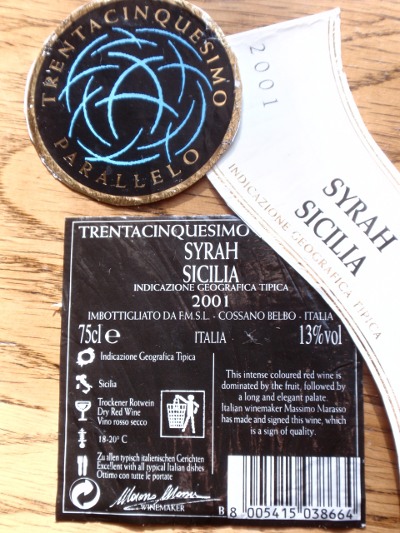 TRENTACINQUESIMO
PARALLELO
2001
INDICAZIONE GEOGRAFICA TIPICA
SYRAH
SICILIA
TRENTACINQUESIMO
SYRAH
SICILIA
INDICAZIONE GEOGRAFICA TIPICA
2001
IMBOTTIGLIATO DA F.M.S.L. - COSSANO BELBO - ITALIA
75cl e ITALIA 13%vol
Indicazione Geografica Tipica
Sicilia
Trockener Rotwein
Dry Red Wine
Vino rosso secco
18-20° C
Zu allen typisch italienischen Gerichten
Excellent with all typical Italian dishes
Ottimo con tutte le portate
WINEMAKER
This intense coloured red wine is
dominated by the fruit, followed by
a long and elegant palate.
Italian winemaker Massimo Marasso
has made and signed this wine, which
is a sign of quality.
B 8 005415 038664